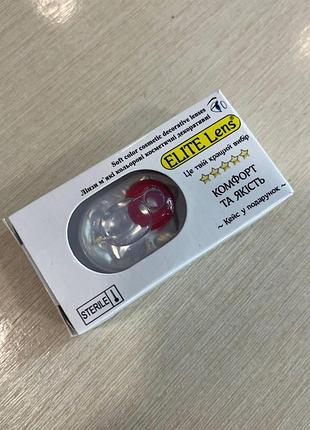 Soft color cosmetic decorative lenses
Лінзи м'які кольорові косметичні декоративні
ELITE Lens®
Це твій кращий вибір
КОМФОРТ
ТА ЯКІСТЬ
~ Кейс у подарунок ~
STERILE